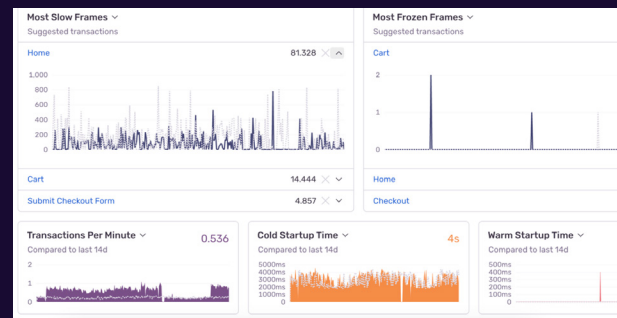 Most Slow Frames
Suggested transactions
Home 81.328
1.000
800
600
400
200
0
Cart 14.444
Submit Checkout Form 4.857
Most Frozen Frames
Suggested transactions
Cart
2
1
0
Home
Checkout
Transactions Per Minute 0.536
Compared to last 14d
2
1
0
Cold Startup Time 4s
Compared to last 14d
5000ms
4000ms
3000ms
2000ms
1000ms
0
Warm Startup Time
Compared to last 14d
500ms
400ms
300ms
200ms
100ms
0